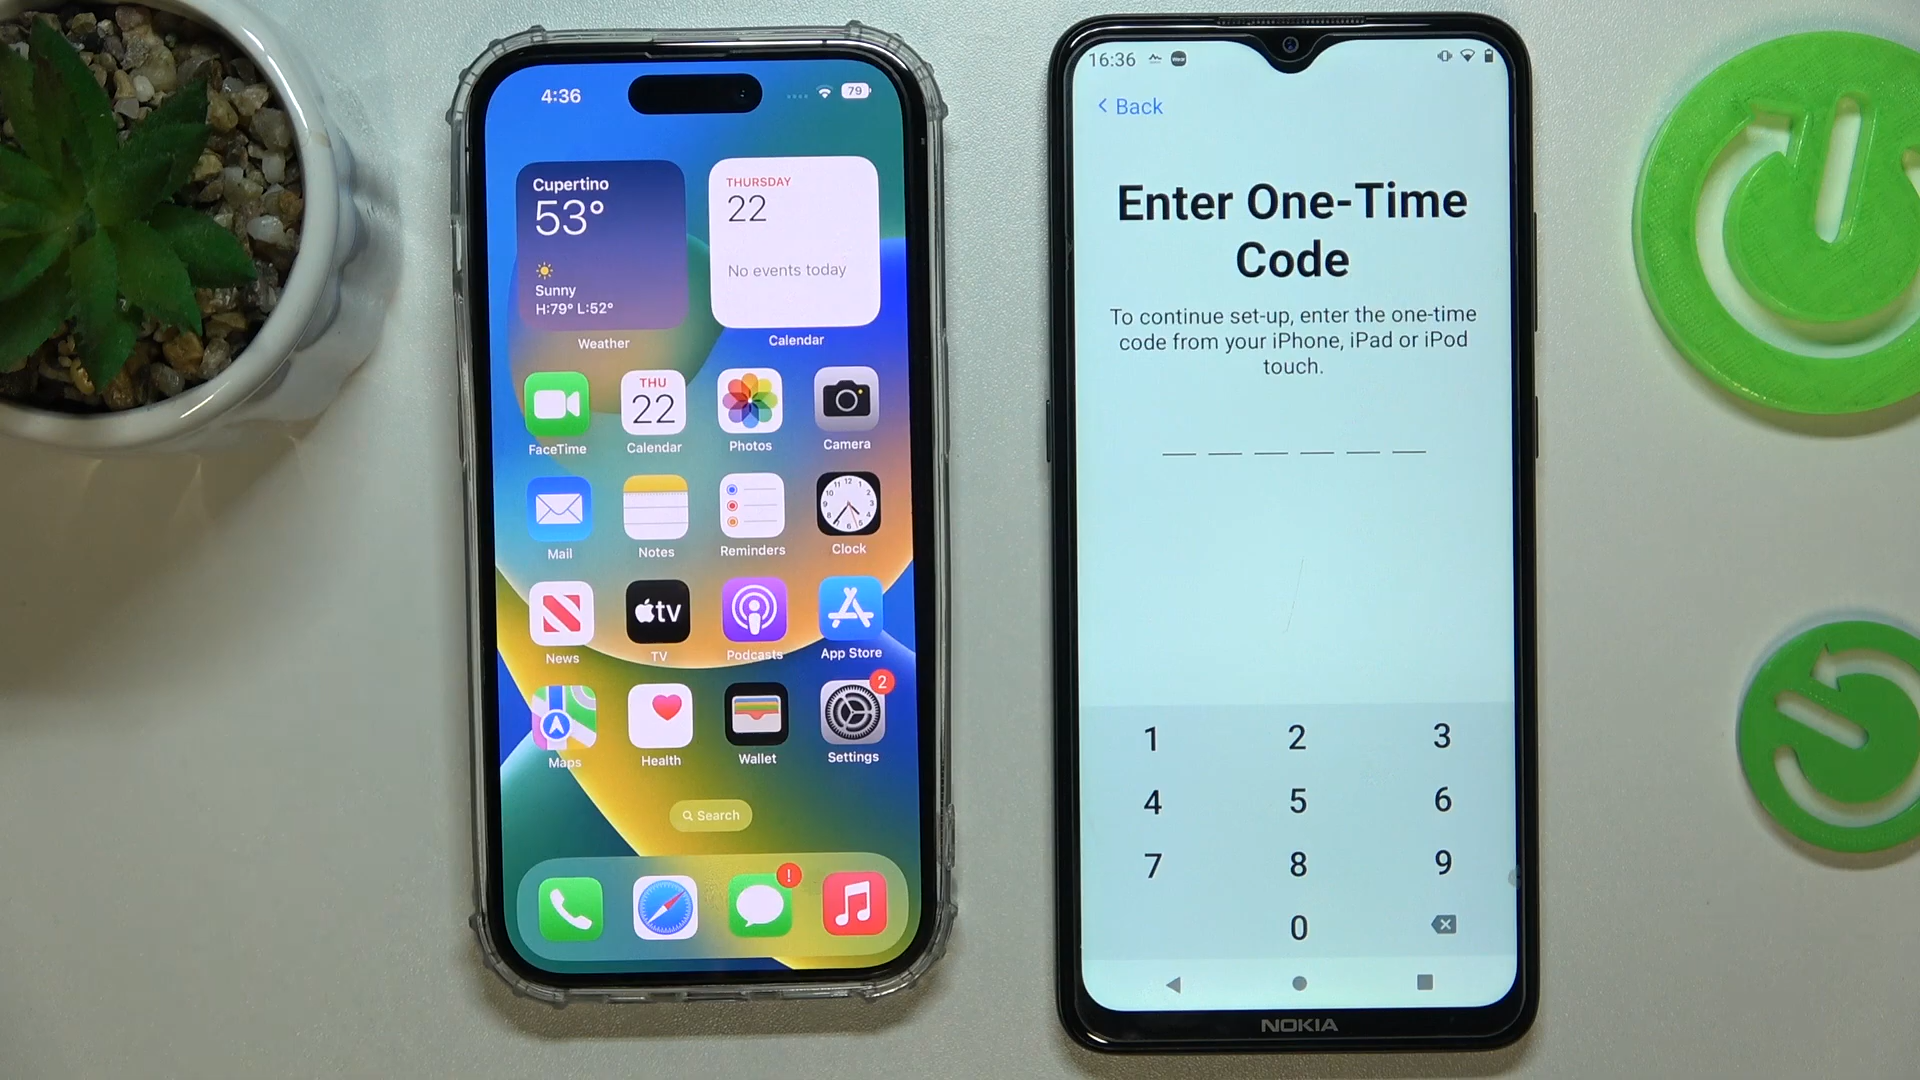 4:36
79
Cupertino
53°
Sunny
H:79° L:52°
Weather
THURSDAY
22
No events today
Calendar
FaceTime
THU
22
Calendar
Photos
Camera
Mail
Notes
Reminders
Clock
News
tv
TV
Podcasts
App Store
Maps
Health
Wallet
2
Settings
Search
!
16:36
Back
Enter One-Time
Code
To continue set-up, enter the one-time
code from your iPhone, iPad or iPod
touch.
1 2 3
4 5 6
7 8 9
0
NOKIA